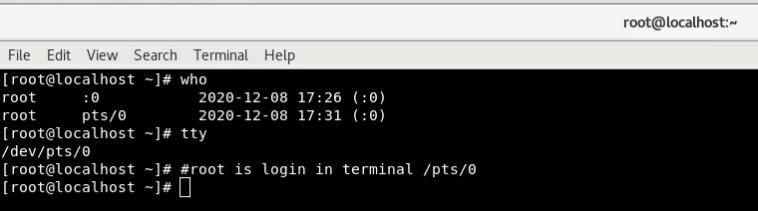 root@localhost:~
File Edit View Search Terminal Help
[root@localhost ~]# who
root     :0           2020-12-08 17:26 (:0)
root     pts/0        2020-12-08 17:31 (:0)
[root@localhost ~]# tty
/dev/pts/0
[root@localhost ~]# #root is login in terminal /pts/0
[root@localhost ~]#